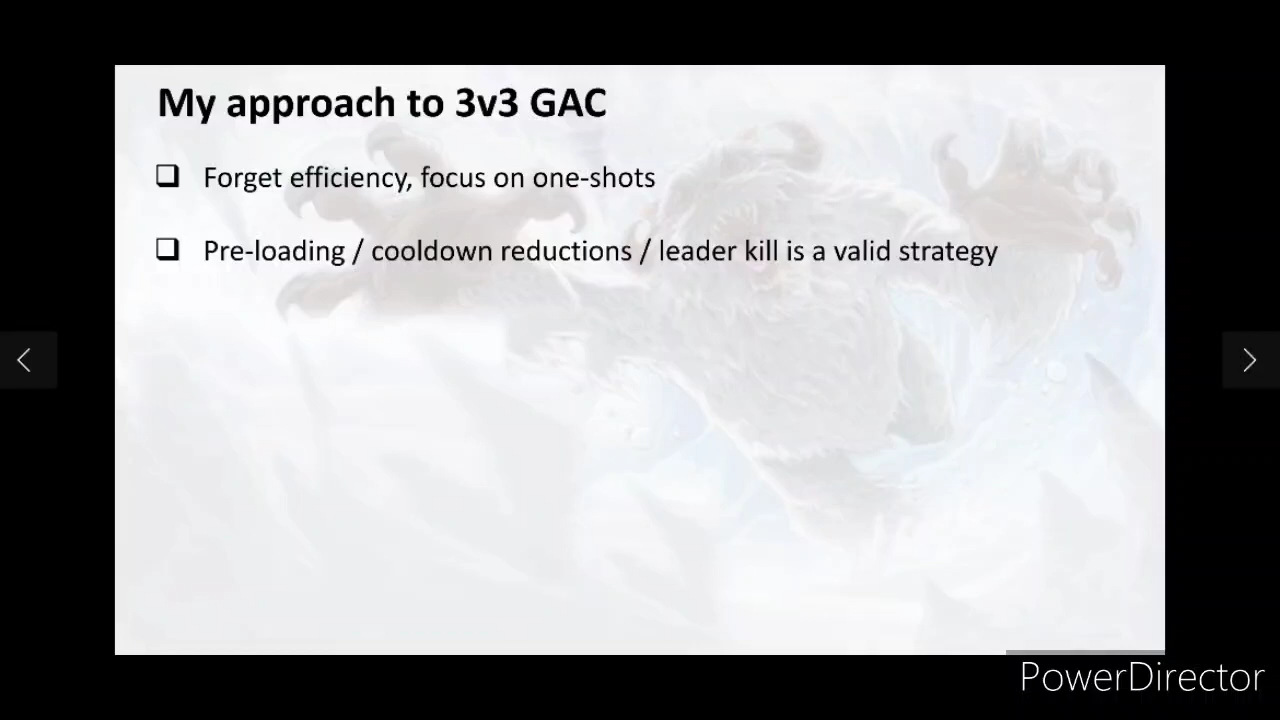 My approach to 3v3 GAC
Forget efficiency, focus on one-shots
Pre-loading / cooldown reductions / leader kill is a valid strategy
PowerDirector